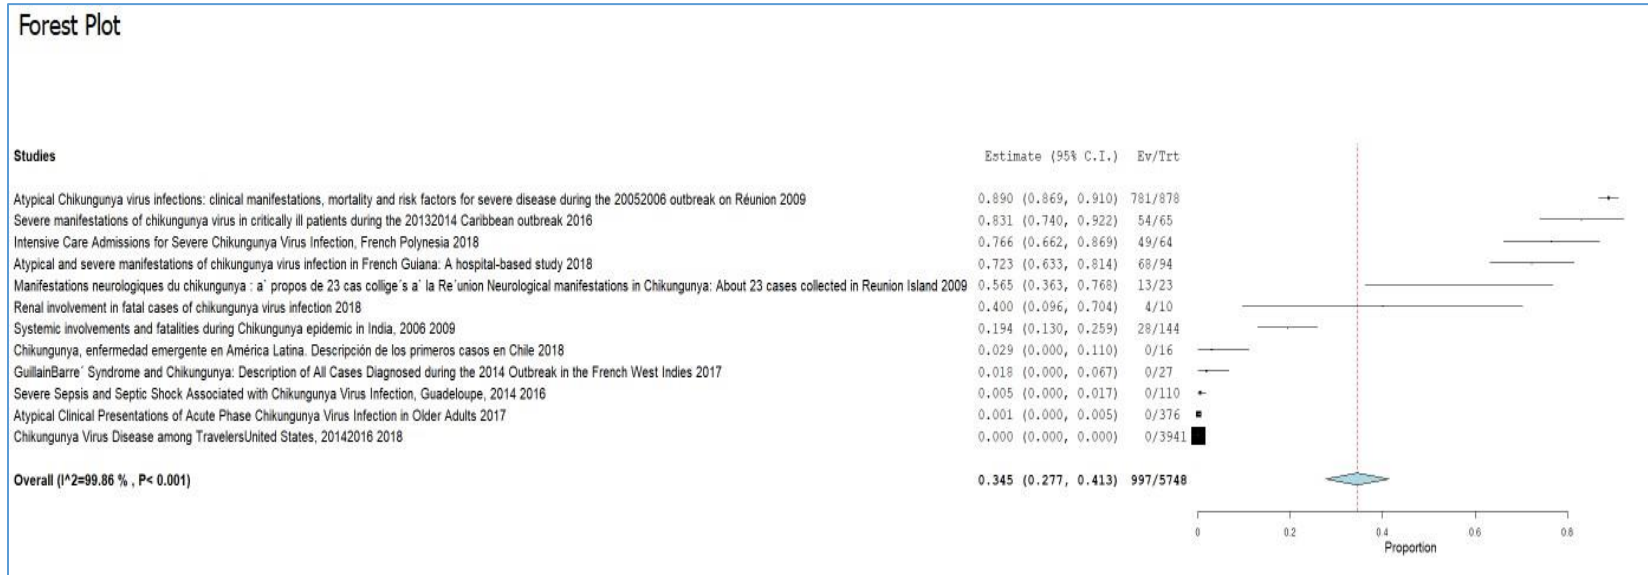 Forest Plot
Studies Estimate (95% C.I.) Ev/Trt
Atypical Chikungunya virus infections: clinical manifestations, mortality and risk factors for severe disease during the 20052006 outbreak on Réunion 2009 0.890 (0.869, 0.910) 781/878
Severe manifestations of chikungunya virus in critically ill patients during the 20132014 Caribbean outbreak 2016 0.831 (0.740, 0.922) 54/65
Intensive Care Admissions for Severe Chikungunya Virus Infection, French Polynesia 2018 0.766 (0.662, 0.869) 49/64
Atypical and severe manifestations of chikungunya virus infection in French Guiana: A hospital-based study 2018 0.723 (0.633, 0.814) 68/94
Manifestations neurologiques du chikungunya : a` propos de 23 cas collige´s a` la Re´union Neurological manifestations in Chikungunya: About 23 cases collected in Reunion Island 2009 0.565 (0.363, 0.768) 13/23
Renal involvement in fatal cases of chikungunya virus infection 2018 0.400 (0.096, 0.704) 4/10
Systemic involvements and fatalities during Chikungunya epidemic in India, 2006 2009 0.194 (0.130, 0.259) 28/144
Chikungunya, enfermedad emergente en América Latina. Descripción de los primeros casos en Chile 2018 0.029 (0.000, 0.110) 0/16
GuillainBarre´ Syndrome and Chikungunya: Description of All Cases Diagnosed during the 2014 Outbreak in the French West Indies 2017 0.018 (0.000, 0.067) 0/27
Severe Sepsis and Septic Shock Associated with Chikungunya Virus Infection, Guadeloupe, 2014 2016 0.005 (0.000, 0.017) 0/110
Atypical Clinical Presentations of Acute Phase Chikungunya Virus Infection in Older Adults 2017 0.001 (0.000, 0.005) 0/376
Chikungunya Virus Disease among TravelersUnited States, 20142016 2018 0.000 (0.000, 0.000) 0/3941
Overall (I^2=99.86 % , P< 0.001) 0.345 (0.277, 0.413) 997/5748
0 0.2 0.4 0.6 0.8
Proportion